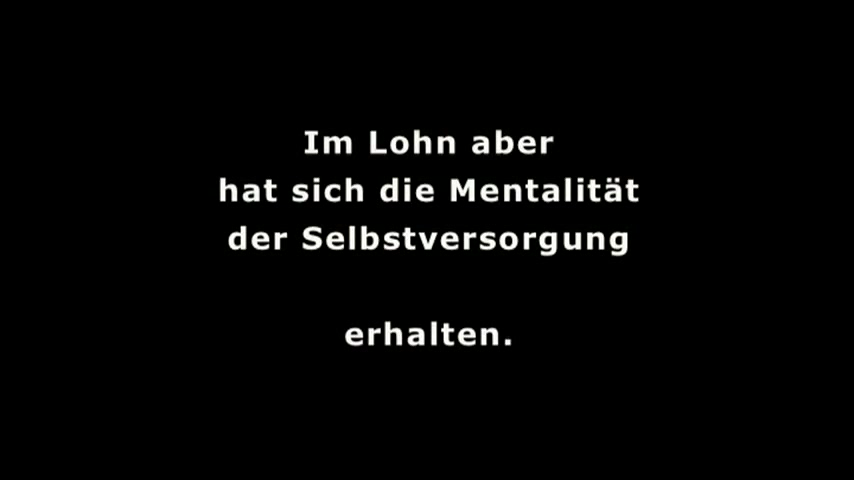 Im Lohn aber
hat sich die Mentalität
der Selbstversorgung
erhalten.